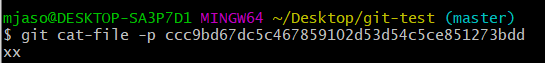 mjaso@DESKTOP-SA3P7D1 MINGW64 ~/Desktop/git-test (master)
$ git cat-file -p ccc9bd67dc5c467859102d53d54c5ce851273bdd
xx